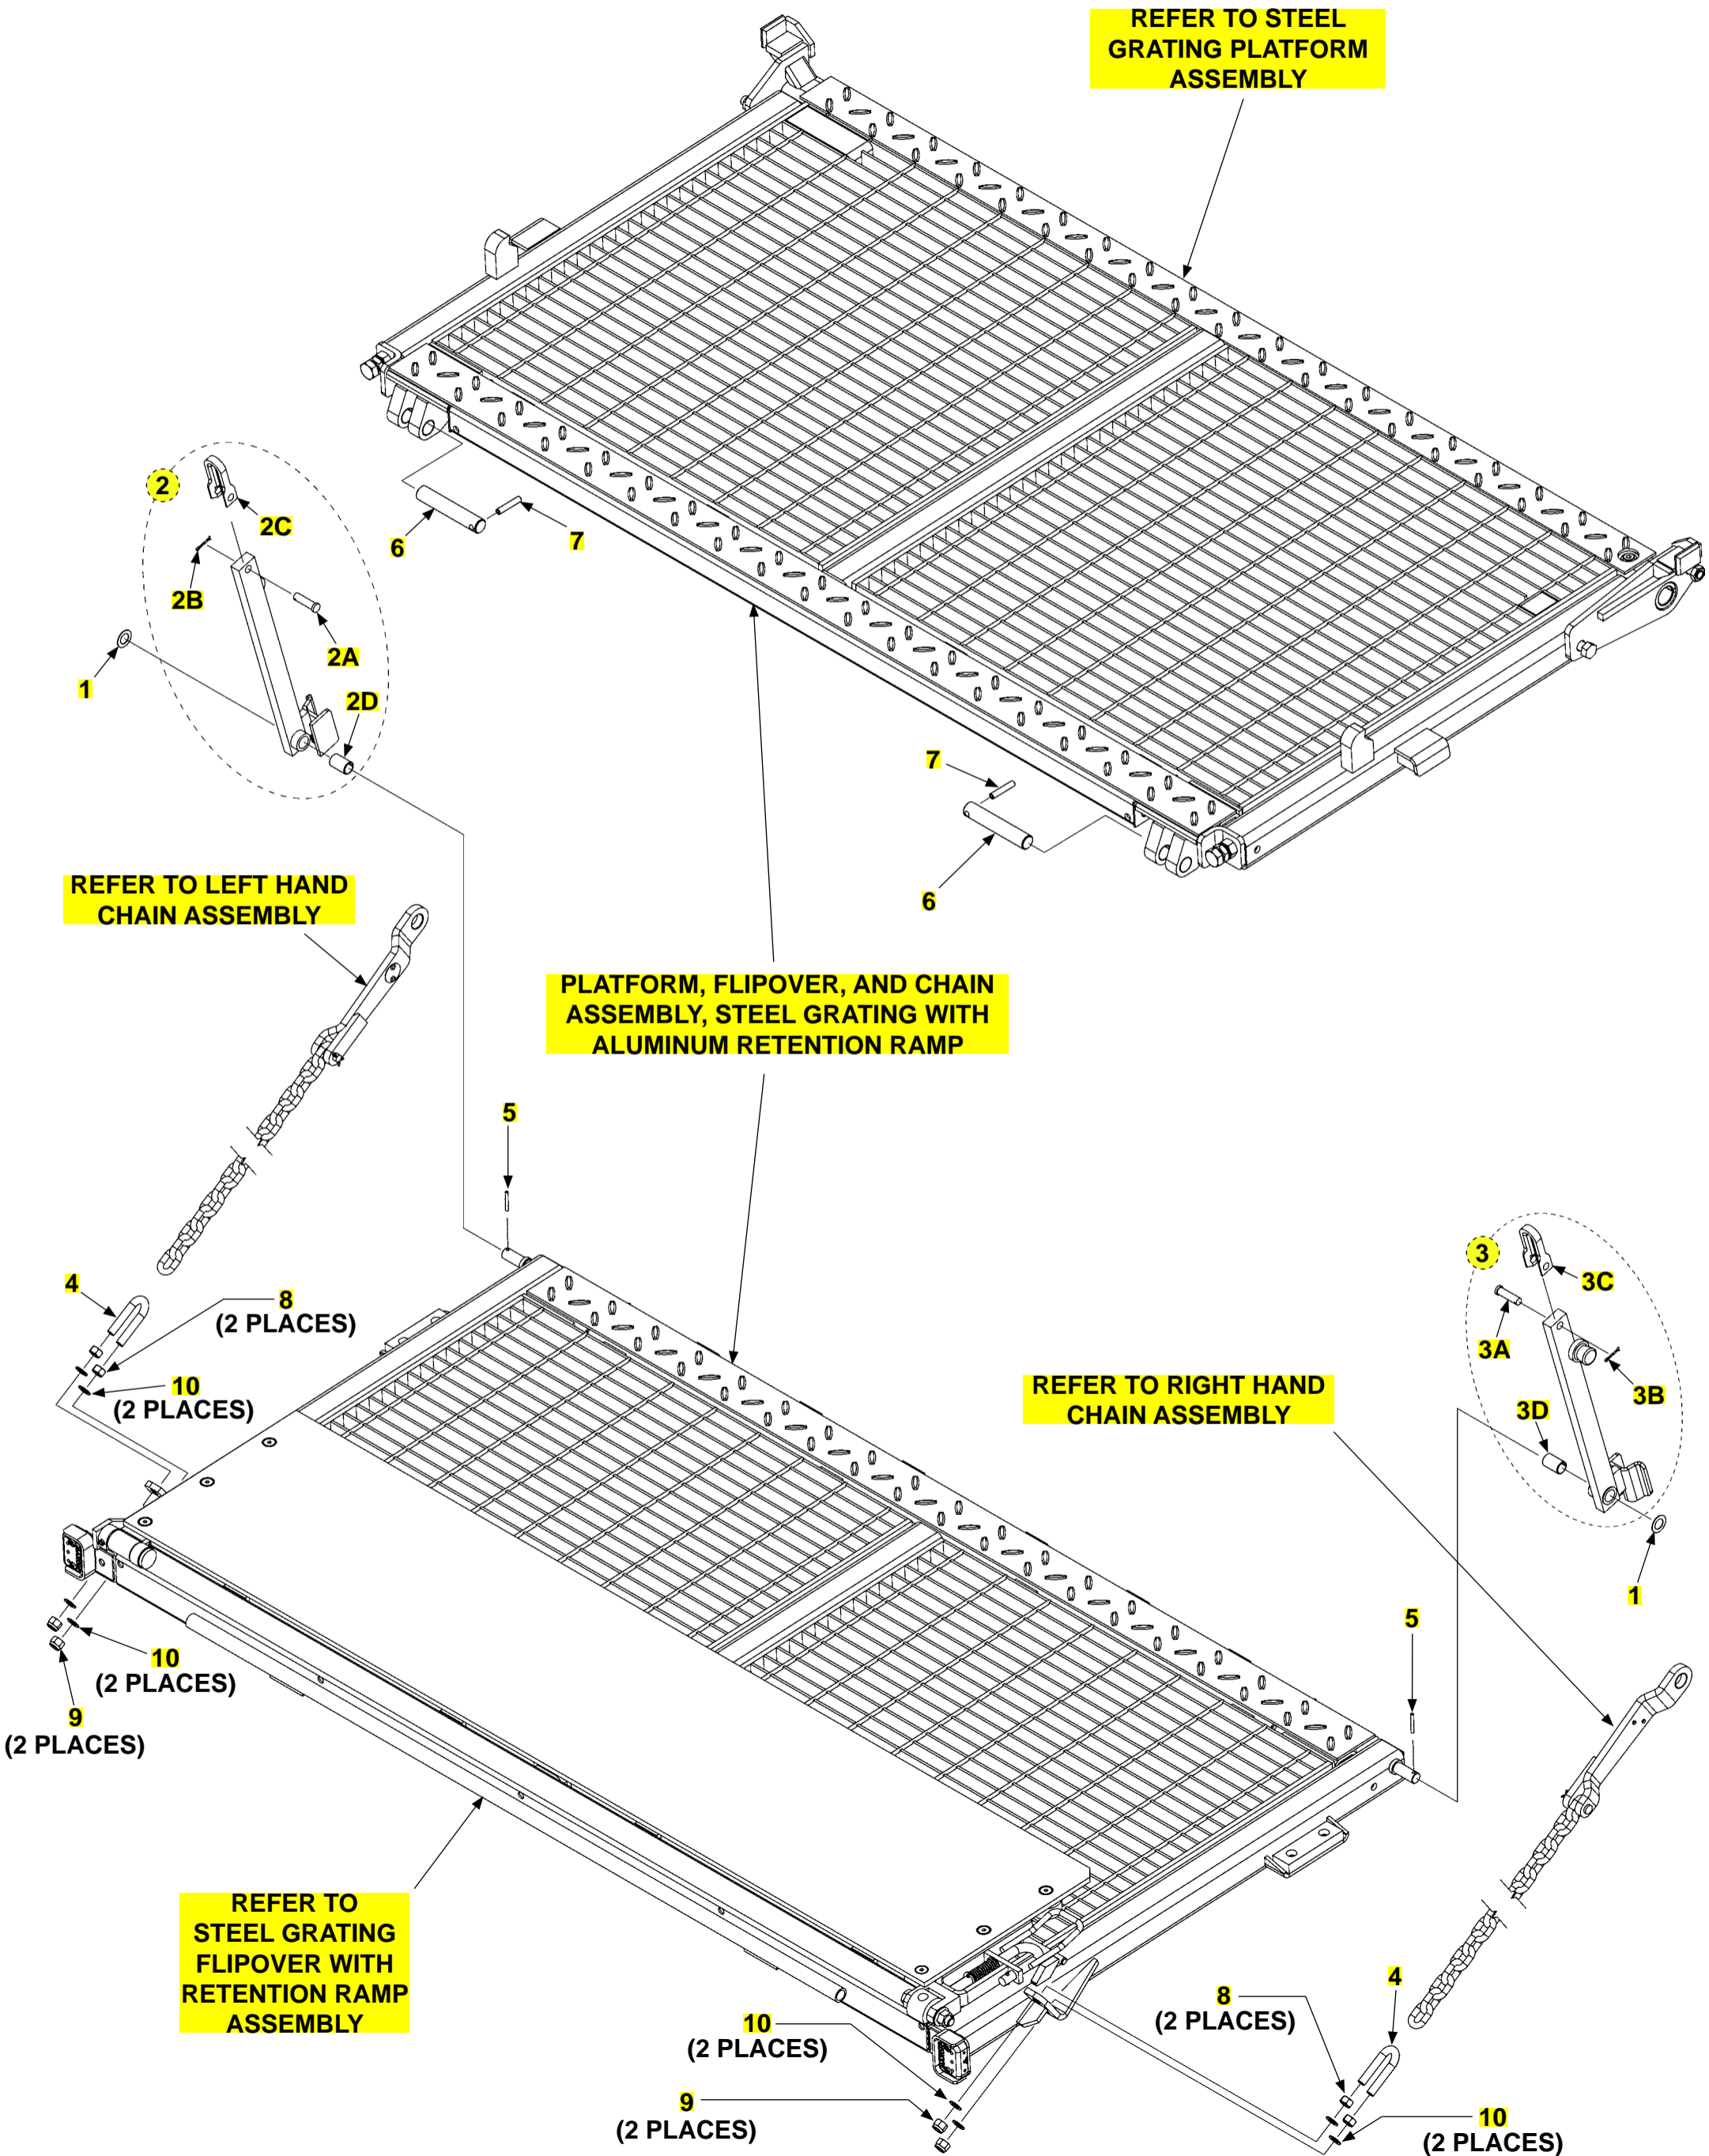 REFER TO STEEL
GRATING PLATFORM
ASSEMBLY
2
2C
6
7
2B
2A
1
2D
7
6
REFER TO LEFT HAND
CHAIN ASSEMBLY
PLATFORM, FLIPOVER, AND CHAIN
ASSEMBLY, STEEL GRATING WITH
ALUMINUM RETENTION RAMP
5
3
3C
4
8
(2 PLACES)
3A
3B
10
(2 PLACES)
REFER TO RIGHT HAND
CHAIN ASSEMBLY
3D
1
5
10
(2 PLACES)
9
(2 PLACES)
REFER TO
STEEL GRATING
FLIPOVER WITH
RETENTION RAMP
ASSEMBLY
4
8
(2 PLACES)
10
(2 PLACES)
9
(2 PLACES)
10
(2 PLACES)